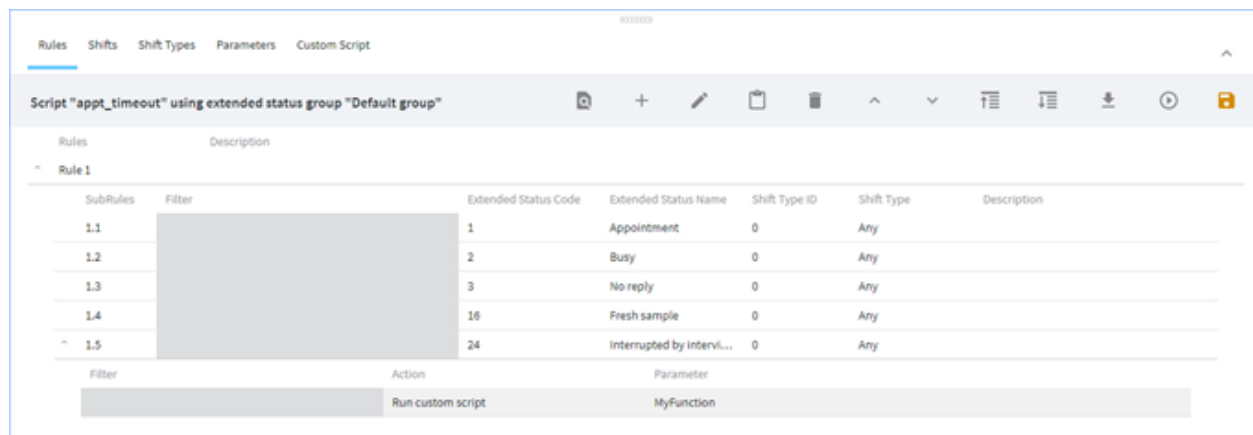 Rules Shifts Shift Types Parameters Custom Script
Script "appt_timeout" using extended status group "Default group"
Rules Description
Rule 1
SubRules Filter Extended Status Code Extended Status Name Shift Type ID Shift Type Description
1.1 1 Appointment 0 Any
1.2 2 Busy 0 Any
1.3 3 No reply 0 Any
1.4 16 Fresh sample 0 Any
1.5 24 Interrupted by intervi... 0 Any
Filter Action Parameter
Run custom script MyFunction